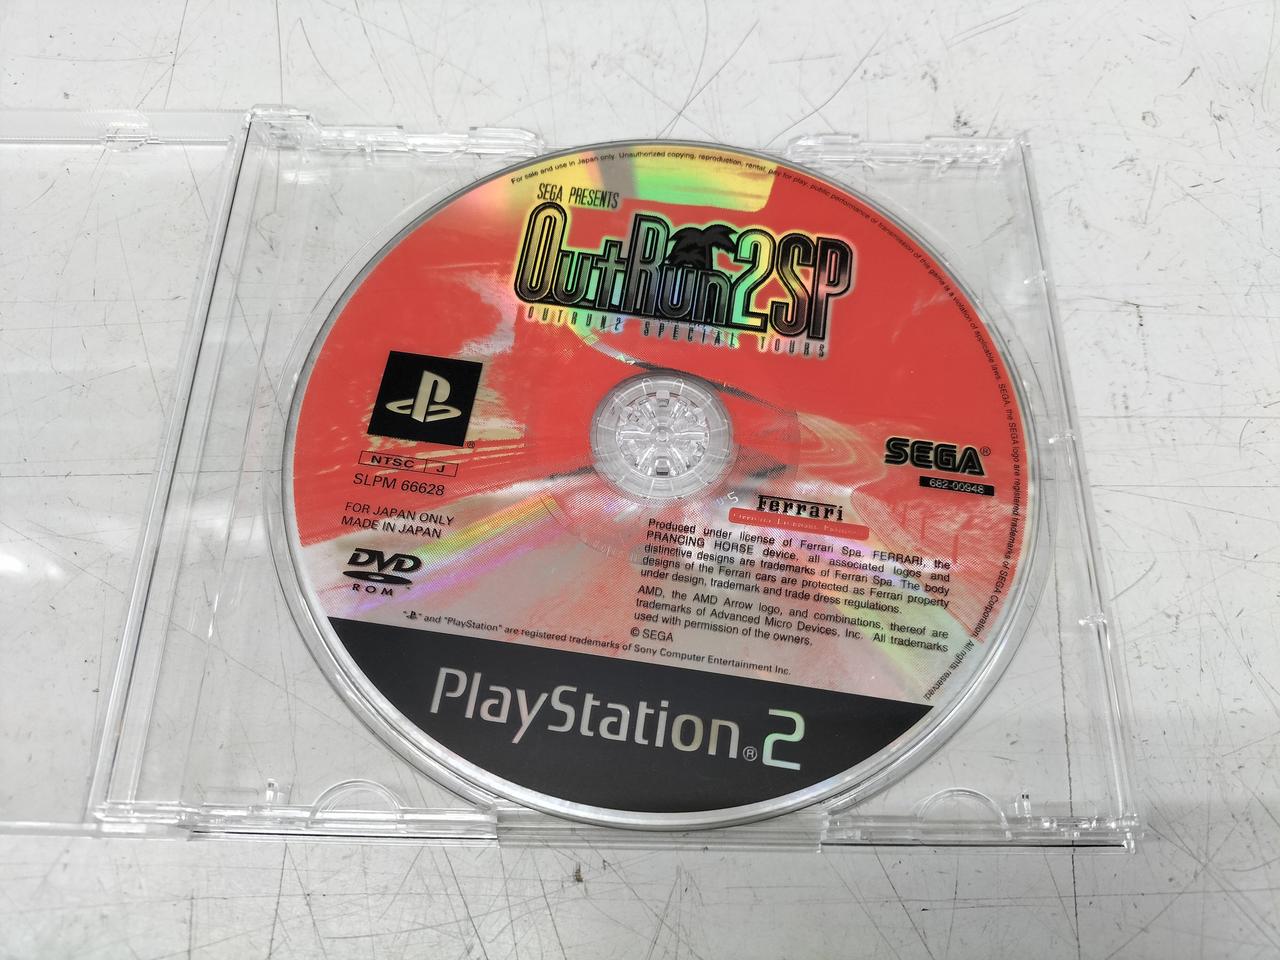 For sale and use in Japan only. Unauthorized copying, reproduction, rental, pay for play, public performance or transmission of this game is a violation of applicable laws. SEGA, the SEGA logo are registered trademarks of SEGA Corporation. All rights reserved.
SEGA PRESENTS
OutRun2SP
OUTRUN2 SPECIAL TOURS
NTSC J
SLPM 66628
FOR JAPAN ONLY
MADE IN JAPAN
DVD
ROM
SEGA®
682-00948
Ferrari
Produced under license of Ferrari Spa. FERRARI, the
PRANCING HORSE device, all associated logos and
distinctive designs are trademarks of Ferrari Spa. The body
designs of the Ferrari cars are protected as Ferrari property
under design, trademark and trade dress regulations.
AMD, the AMD Arrow logo, and combinations, thereof are
trademarks of Advanced Micro Devices, Inc. All trademarks
used with permission of the owners.
© SEGA
" " and "PlayStation" are registered trademarks of Sony Computer Entertainment Inc.
PlayStation®2